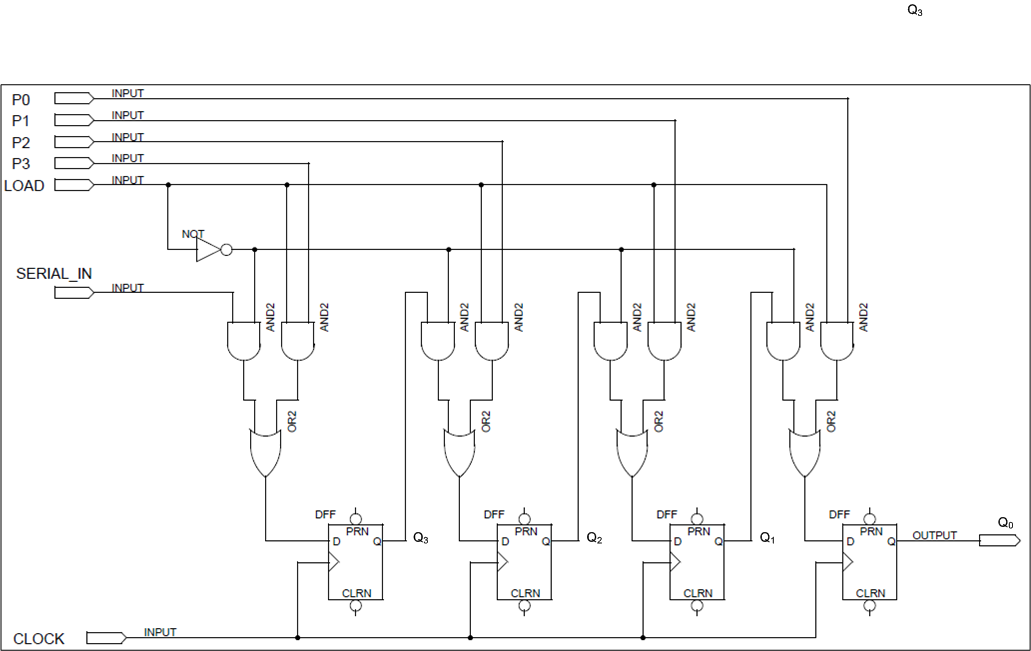 Q3
P0 INPUT
P1 INPUT
P2 INPUT
P3 INPUT
LOAD INPUT
NOT
SERIAL_IN
INPUT
AND2 AND2 AND2 AND2 AND2 AND2 AND2 AND2
OR2 OR2 OR2 OR2
DFF DFF DFF DFF
PRN PRN PRN PRN
D Q Q3 D Q Q2 D Q Q1 D Q OUTPUT Q0
CLRN CLRN CLRN CLRN
CLOCK INPUT